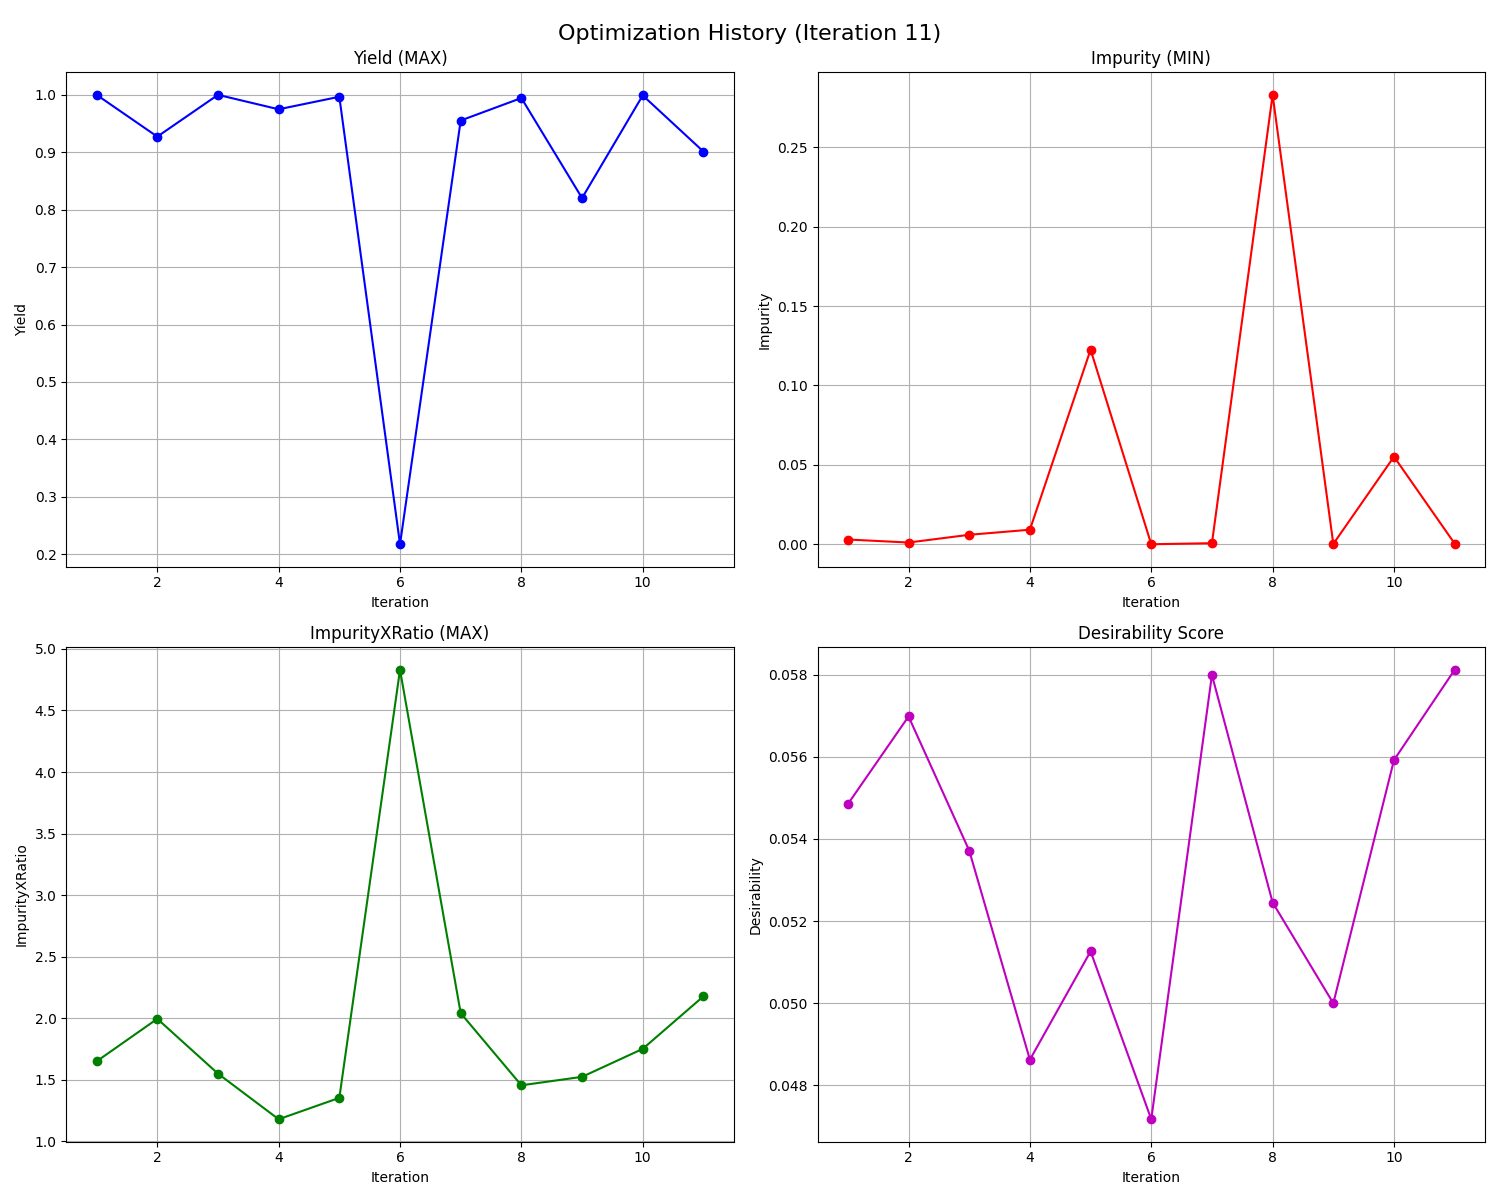 Optimization History (Iteration 11)
Yield (MAX)
1.0
0.9
0.8
0.7
0.6
0.5
0.4
0.3
0.2
Yield
2 4 6 8 10
Iteration
Impurity (MIN)
0.25
0.20
0.15
0.10
0.05
0.00
Impurity
2 4 6 8 10
Iteration
ImpurityXRatio (MAX)
5.0
4.5
4.0
3.5
3.0
2.5
2.0
1.5
1.0
ImpurityXRatio
2 4 6 8 10
Iteration
Desirability Score
0.058
0.056
0.054
0.052
0.050
0.048
Desirability
2 4 6 8 10
Iteration